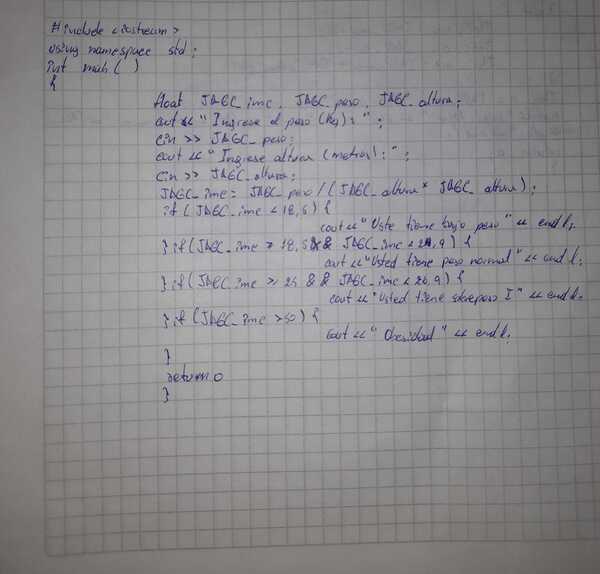 #include <iostream>
using namespace std;
int main ( )
{
float JAGC_imc, JAGC_peso, JAGC_altura;
cout << "Ingrese el peso (kg): ";
cin >> JAGC_peso;
cout << "Ingrese altura (metros): ";
cin >> JAGC_altura;
JAGC_imc = JAGC_peso / (JAGC_altura * JAGC_altura);
if (JAGC_imc < 18,5) {
cout << "Uste tiene bajo peso" << endl;
} if (JAGC_imc > 18,5 && JAGC_imc < 24,9) {
cout << "Usted tiene peso normal" << endl;
} if (JAGC_imc > 25 && JAGC_imc < 29,9) {
cout << "Usted tiene sobrepeso I" << endl;
} if (JAGC_imc > 30) {
cout << "Obesidad" << endl;
}
return 0
}